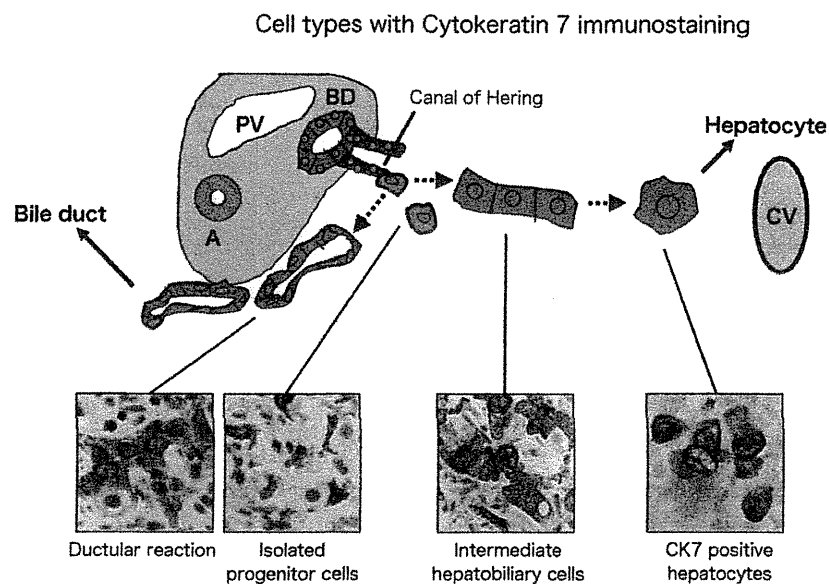 Cell types with Cytokeratin 7 immunostaining
Canal of Hering
BD
PV
Hepatocyte
Bile duct
A
CV
Ductular reaction
Isolated
progenitor cells
Intermediate
hepatobiliary cells
CK7 positive
hepatocytes